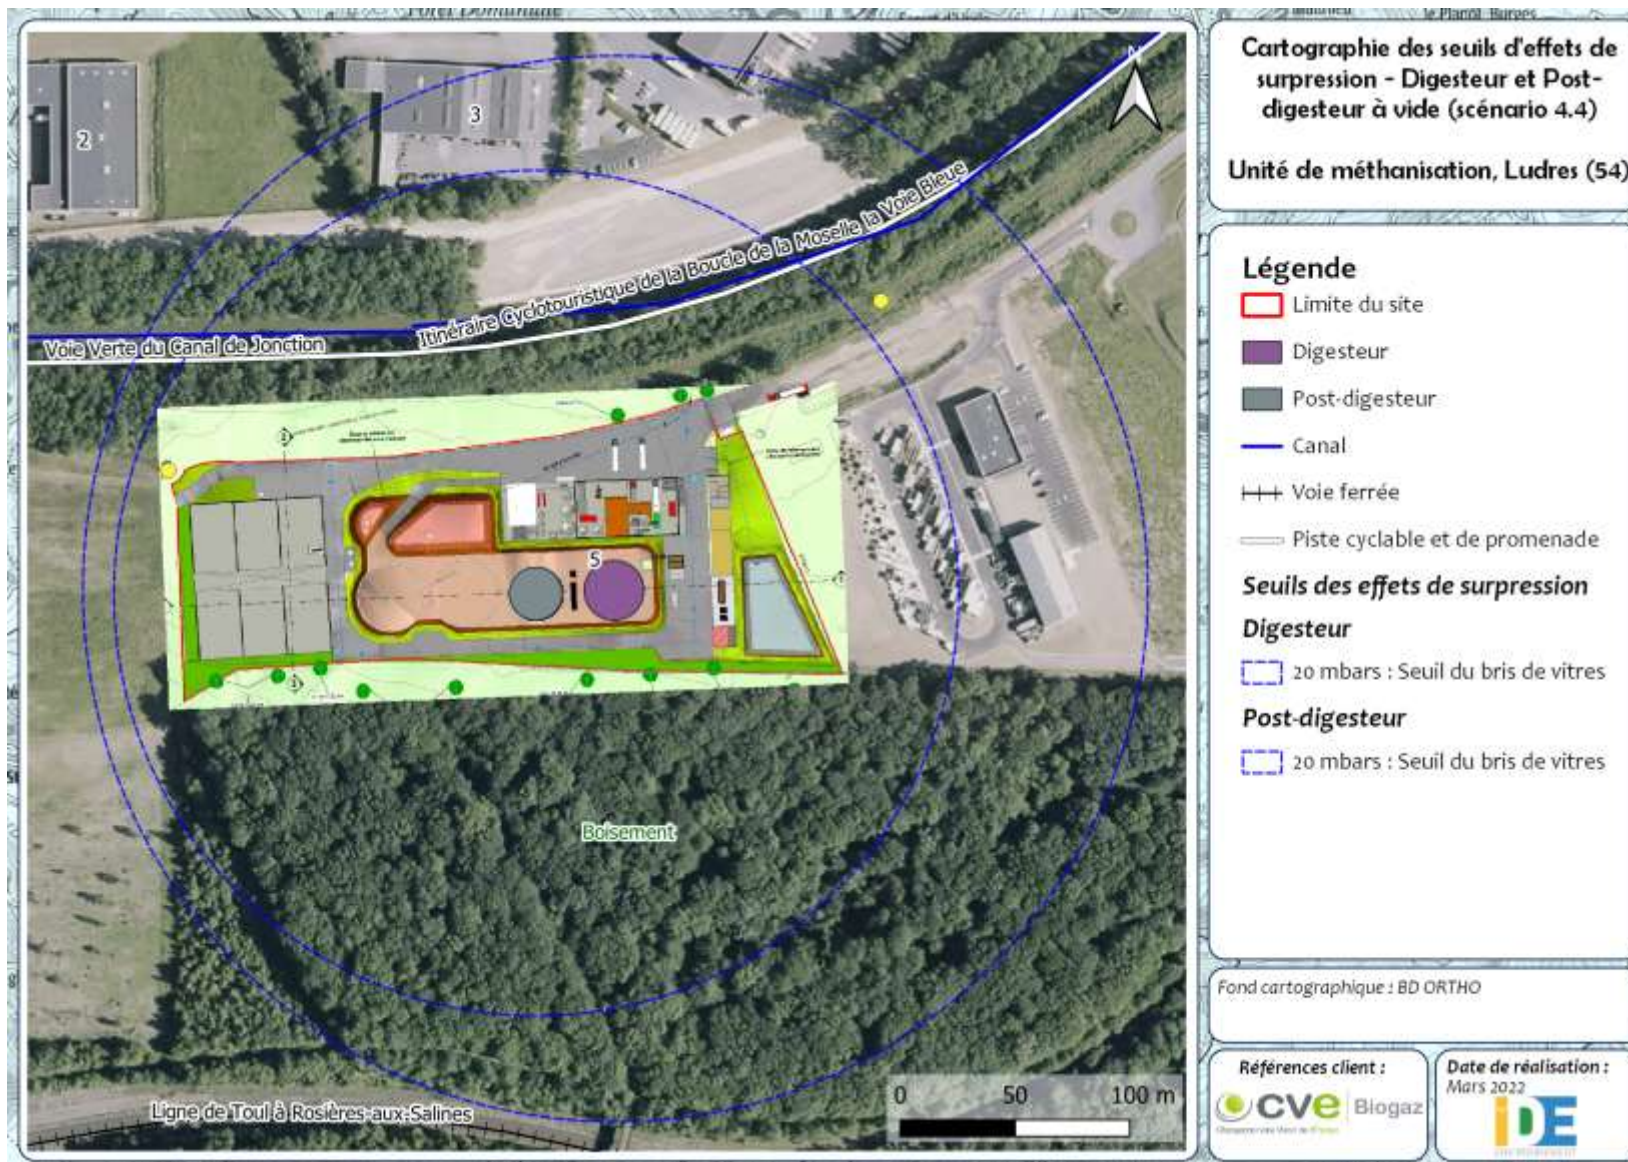 Cartographie des seuils d'effets de
surpression - Digesteur et Post-
digesteur à vide (scénario 4.4)
Unité de méthanisation, Ludres (54)
Légende
Limite du site
Digesteur
Post-digesteur
Canal
Voie ferrée
Piste cyclable et de promenade
Seuils des effets de surpression
Digesteur
20 mbars : Seuil du bris de vitres
Post-digesteur
20 mbars : Seuil du bris de vitres
Fond cartographique : BD ORTHO
Références client :
cve Biogaz
Date de réalisation :
Mars 2022
IDE
N
2
3
Itinéraire Cyclotouristique de la Boucle de la Moselle la Voie Bleue
Voie Verte du Canal de Jonction
5
Boisement
Ligne de Toul à Rosières-aux-Salines
0 50 100 m